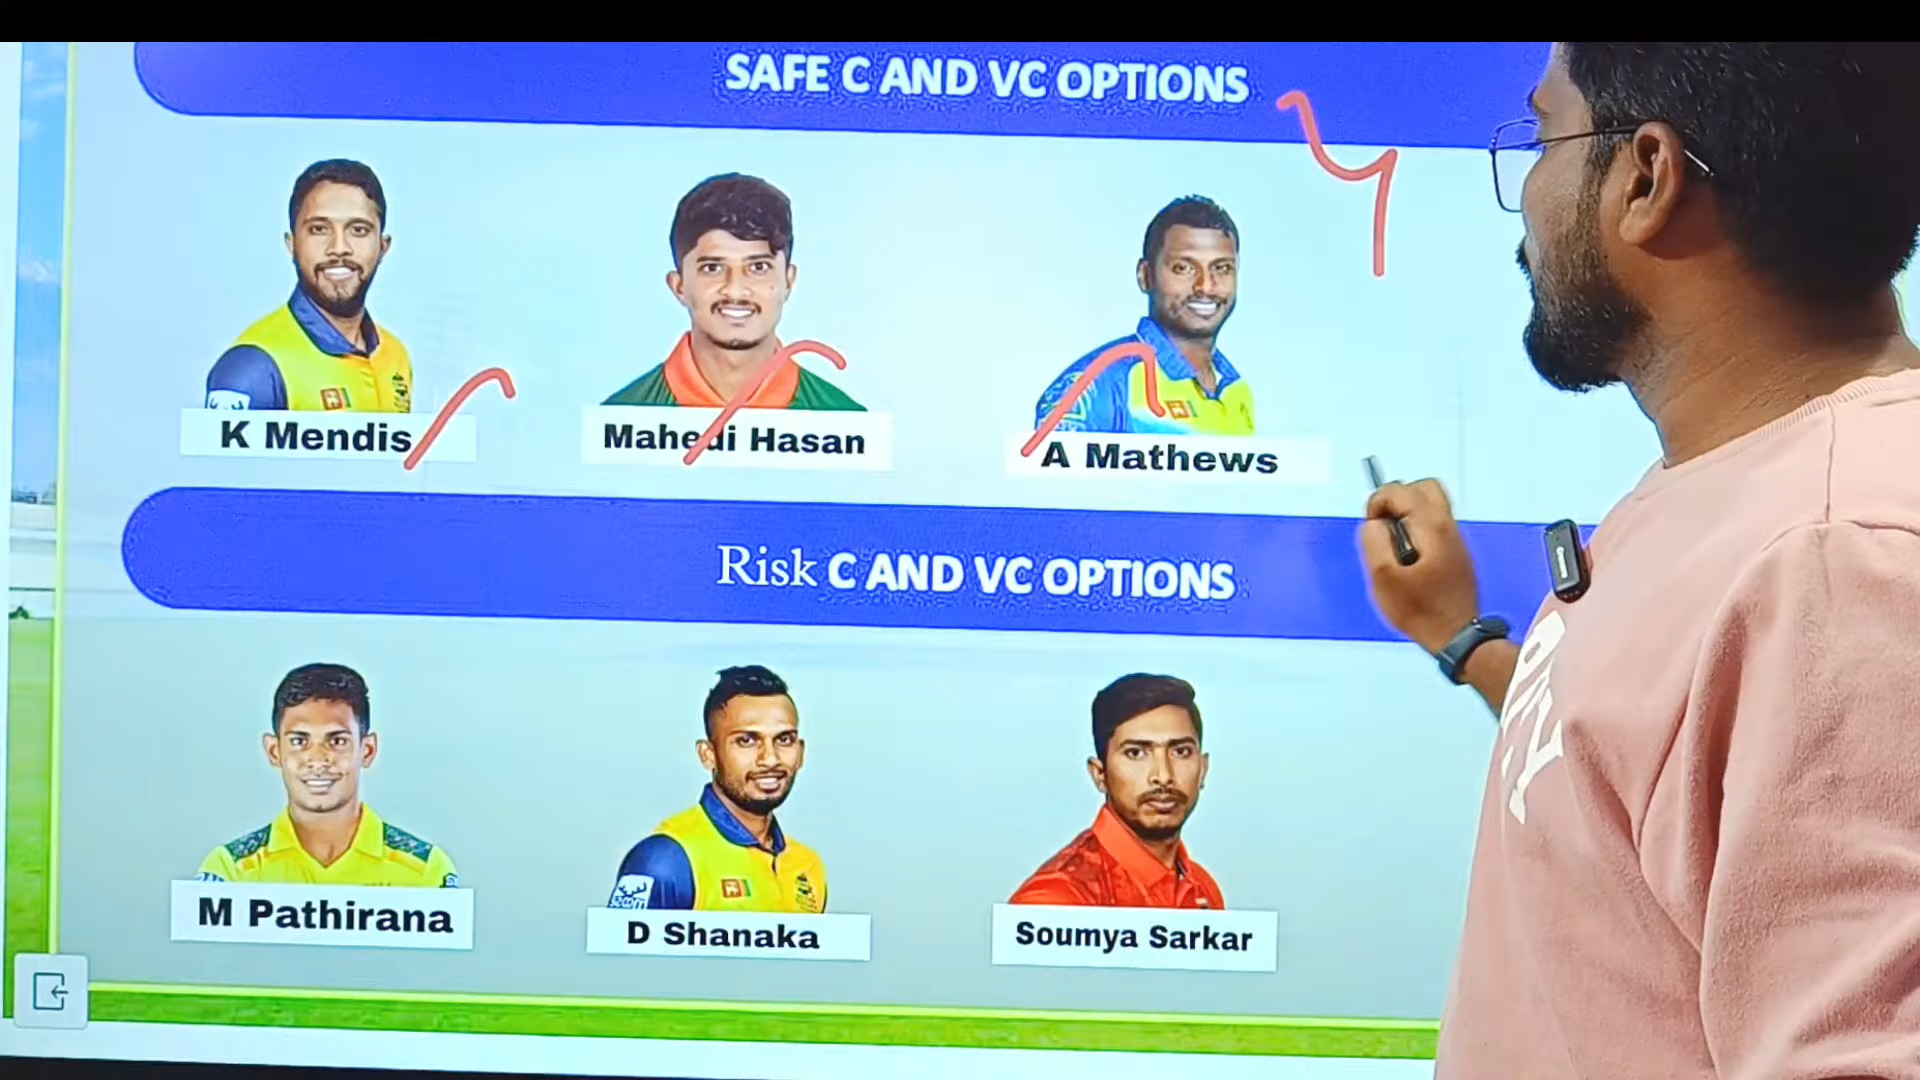 SAFE C AND VC OPTIONS
K Mendis
Mahedi Hasan
A Mathews
Risk C AND VC OPTIONS
M Pathirana
D Shanaka
Soumya Sarkar